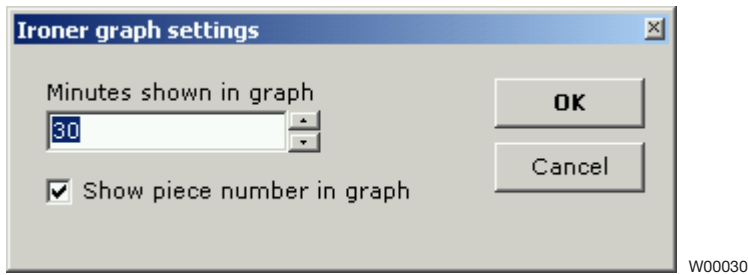 Ironer graph settings
Minutes shown in graph
30
Show piece number in graph
OK
Cancel
W00030